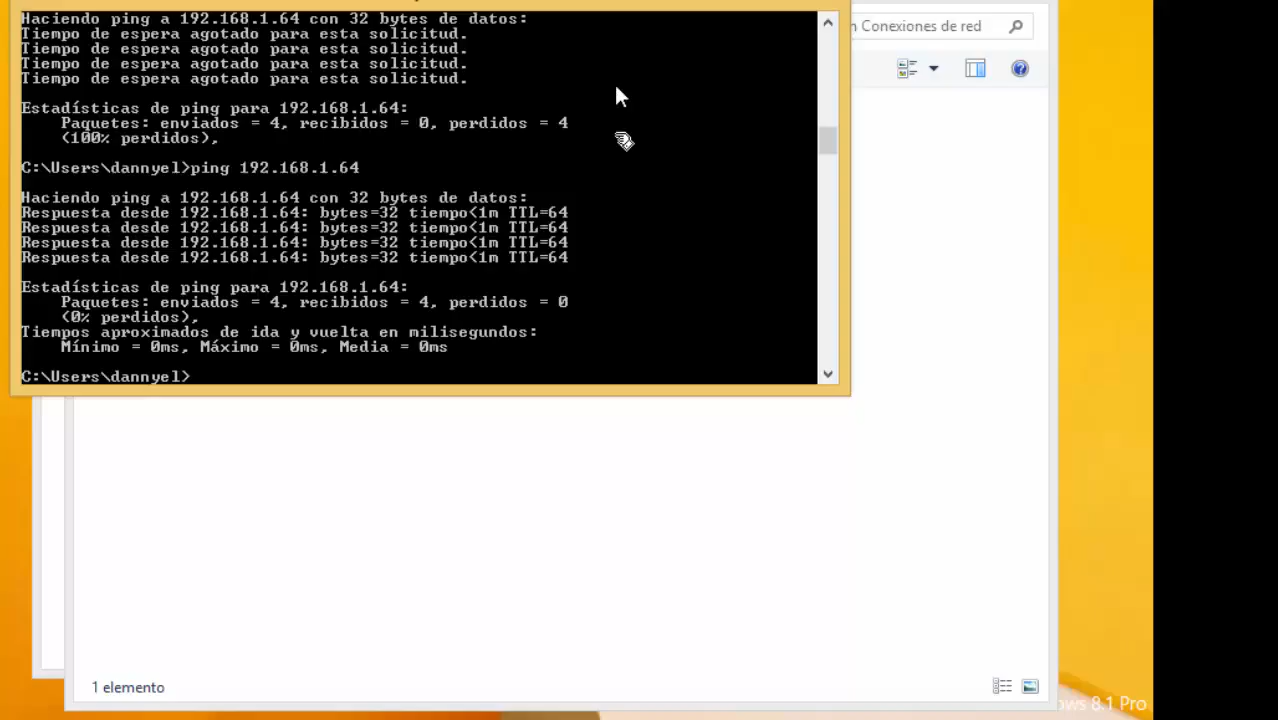 Haciendo ping a 192.168.1.64 con 32 bytes de datos:
Tiempo de espera agotado para esta solicitud.
Tiempo de espera agotado para esta solicitud.
Tiempo de espera agotado para esta solicitud.
Tiempo de espera agotado para esta solicitud.
Estadísticas de ping para 192.168.1.64:
Paquetes: enviados = 4, recibidos = 0, perdidos = 4
(100% perdidos),
C:\Users\dannyel>ping 192.168.1.64
Haciendo ping a 192.168.1.64 con 32 bytes de datos:
Respuesta desde 192.168.1.64: bytes=32 tiempo<1m TTL=64
Respuesta desde 192.168.1.64: bytes=32 tiempo<1m TTL=64
Respuesta desde 192.168.1.64: bytes=32 tiempo<1m TTL=64
Respuesta desde 192.168.1.64: bytes=32 tiempo<1m TTL=64
Estadísticas de ping para 192.168.1.64:
Paquetes: enviados = 4, recibidos = 4, perdidos = 0
(0% perdidos),
Tiempos aproximados de ida y vuelta en milisegundos:
Mínimo = 0ms, Máximo = 0ms, Media = 0ms
C:\Users\dannyel>
Conexiones de red
1 elemento
8.1 Pro